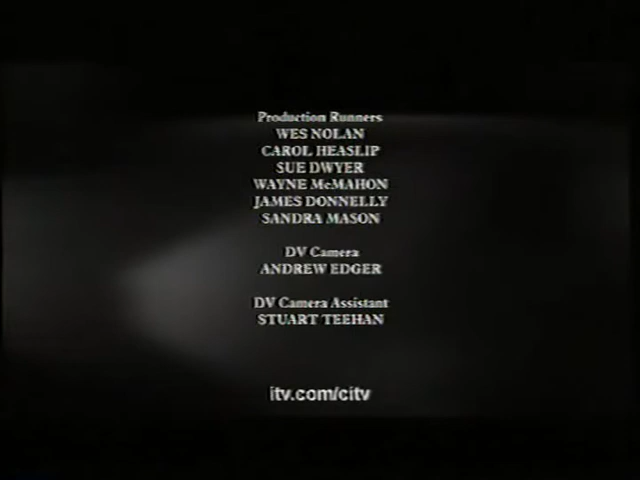 Production Runners
WES NOLAN
CAROL HEASLIP
SUE DWYER
WAYNE McMAHON
JAMES DONNELLY
SANDRA MASON
DV Camera
ANDREW EDGER
DV Camera Assistant
STUART TEEHAN
itv.com/citv